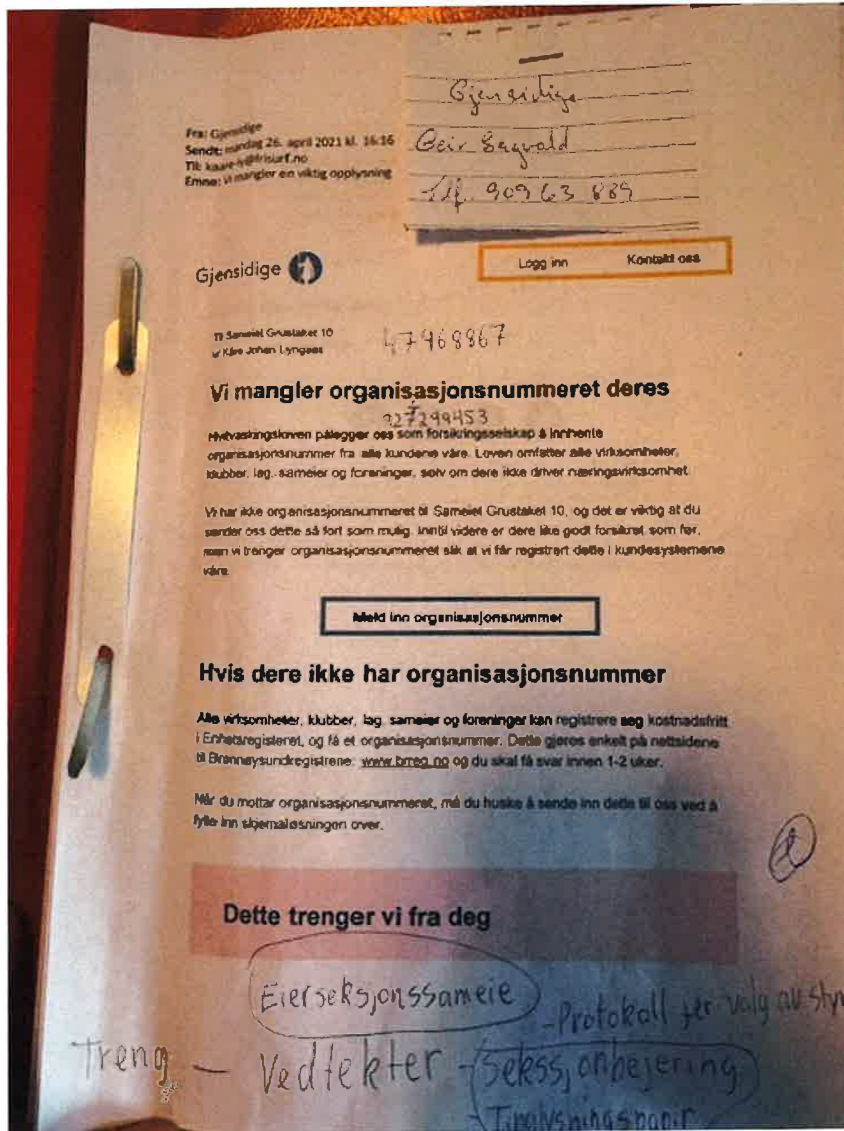 Gjensidige
Geir Sagvold
Tlf. 909 63 889
Fra: Gjensidige
Sendt: mandag 26. april 2021 kl. 16:16
Til: kaare-ly@frisurf.no
Emne: Vi mangler ein viktig opplysning
Gjensidige
Logg inn Kontakt oss
Til Sameiet Grustaket 10
v/ Kåre Johan Lyngaas
47468867
Vi mangler organisasjonsnummeret deres
927299453
Hvitvaskingsloven pålegger oss som forsikringsselskap å innhente
organisasjonsnummer fra alle kundene våre. Loven omfatter alle virksomheter,
klubber, lag, sameier og foreninger, selv om dere ikke driver næringsvirksomhet.
Vi har ikke organisasjonsnummeret til Sameiet Grustaket 10, og det er viktig at du
sender oss dette så fort som mulig. Inntil videre er dere like godt forsikret som før,
men vi trenger organisasjonsnummeret slik at vi får registrert dette i kundesystemene
våre.
Meld inn organisasjonsnummer
Hvis dere ikke har organisasjonsnummer
Alle virksomheter, klubber, lag, sameier og foreninger kan registrere seg kostnadsfritt
i Enhetsregisteret, og få et organisasjonsnummer. Dette gjøres enkelt på nettsidene
til Brønnøysundregistrene: www.brreg.no og du skal få svar innen 1-2 uker.
Når du mottar organisasjonsnummeret, må du huske å sende inn dette til oss ved å
fylle inn skjemaløsningen over.
Dette trenger vi fra deg
Eierseksjonssameie
-Protokoll for valg av sty
Treng — Vedtekter - Sekssjonbejering